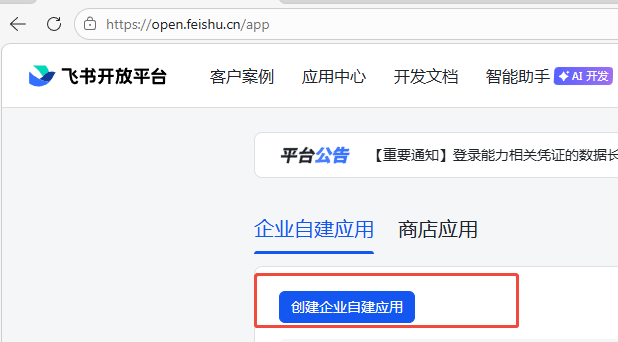 https://open.feishu.cn/app
飞书开放平台 客户案例 应用中心 开发文档 智能助手 AI 开发
平台公告 【重要通知】登录能力相关凭证的数据长
企业自建应用 商店应用
创建企业自建应用